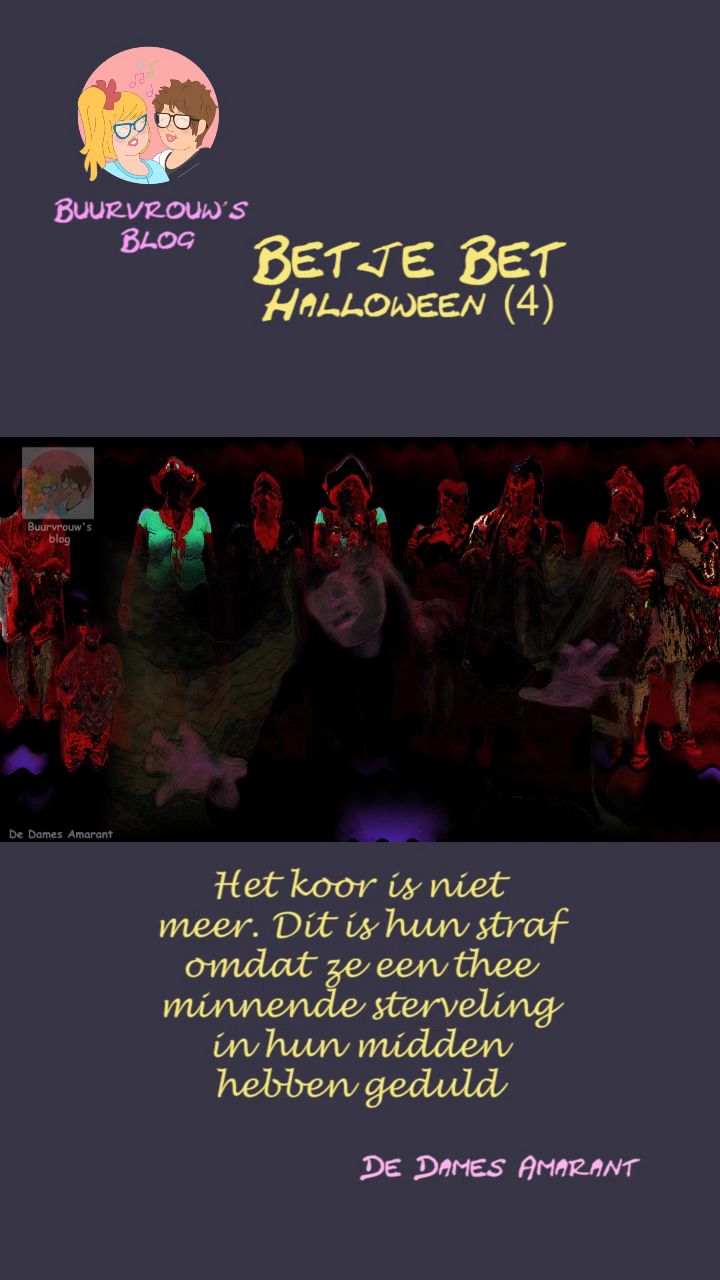 Buurvrouw's
Blog
Betje Bet
Halloween (4)
Buurvrouw's
blog
De Dames Amarant
Het koor is niet
meer. Dit is hun straf
omdat ze een thee
minnende sterveling
in hun midden
hebben geduld
De Dames Amarant